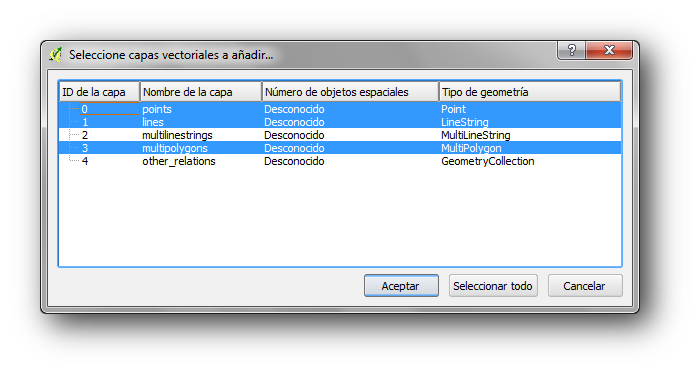 Seleccione capas vectoriales a añadir...
?
ID de la capa Nombre de la capa Número de objetos espaciales Tipo de geometría
0 points Desconocido Point
1 lines Desconocido LineString
2 multilinestrings Desconocido MultiLineString
3 multipolygons Desconocido MultiPolygon
4 other_relations Desconocido GeometryCollection
Aceptar Seleccionar todo Cancelar